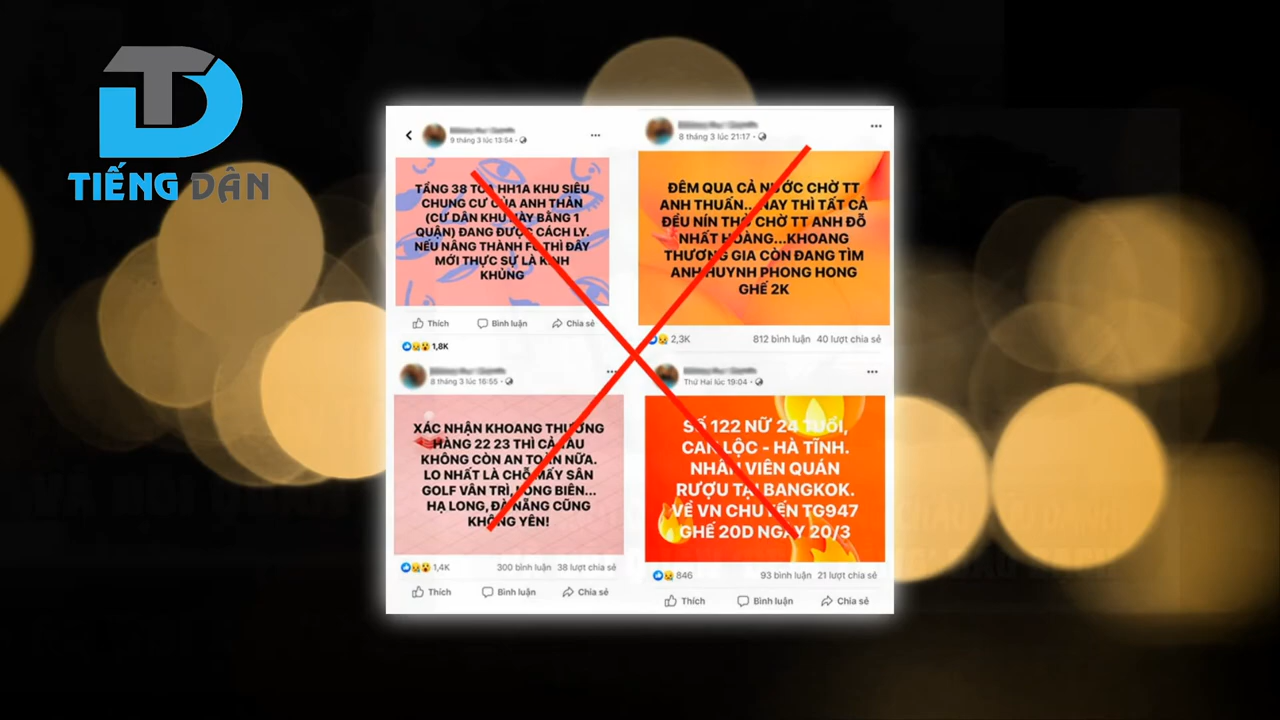 TIẾNG DÂN
9 tháng 3 lúc 13:54
TẦNG 38 TOÀ HH1A KHU SIÊU
CHUNG CƯ CỦA ANH THẢN
(CƯ DÂN KHU NÀY BẰNG 1
QUẬN) ĐANG ĐƯỢC CÁCH LY.
NẾU NÂNG THÀNH F0 THÌ ĐÂY
MỚI THỰC SỰ LÀ KINH
KHỦNG
Thích Bình luận Chia sẻ
1,8K
8 tháng 3 lúc 21:17
ĐÊM QUA CẢ NƯỚC CHỜ TT
ANH THUẤN... NAY THÌ TẤT CẢ
ĐỀU NÍN THỞ CHỜ TT ANH ĐỖ
NHẤT HOÀNG...KHOANG
THƯƠNG GIA CÒN ĐANG TÌM
ANH HUYNH PHONG HONG
GHẾ 2K
2,3K 812 bình luận 40 lượt chia sẻ
8 tháng 3 lúc 16:55
XÁC NHẬN KHOANG THƯƠNG
HÀNG 22 23 THÌ CẢ TÀU
KHÔNG CÒN AN TOÀN NỮA.
LO NHẤT LÀ CHỖ MẤY SÂN
GOLF VÂN TRÌ, LONG BIÊN...
HẠ LONG, ĐÀ NẴNG CŨNG
KHÔNG YÊN!
1,4K 300 bình luận 38 lượt chia sẻ
Thích Bình luận Chia sẻ
Thứ Hai lúc 19:04
SỐ 122 NỮ 24 TUỔI,
CAN LỘC - HÀ TĨNH.
NHÂN VIÊN QUÁN
RƯỢU TẠI BANGKOK.
VỀ VN CHUYẾN TG947
GHẾ 20D NGÀY 20/3
846 93 bình luận 21 lượt chia sẻ
Thích Bình luận Chia sẻ